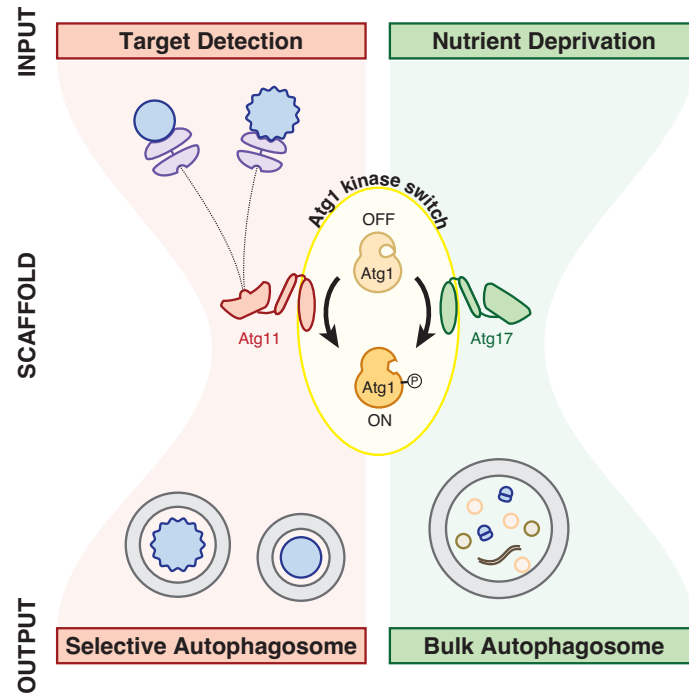 INPUT
Target Detection
Nutrient Deprivation
Atg1 kinase switch
OFF
Atg1
SCAFFOLD
Atg11
Atg17
Atg1
P
ON
OUTPUT
Selective Autophagosome
Bulk Autophagosome